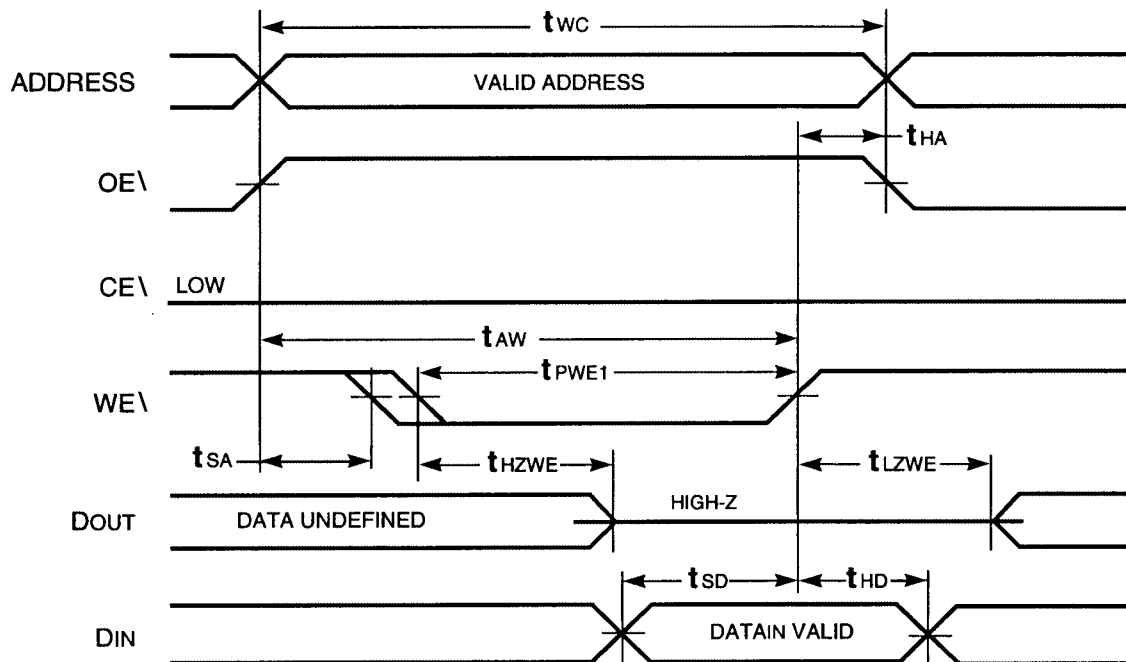 tWC
ADDRESS VALID ADDRESS
tHA
OE\
CE\ LOW
tAW
tPWE1
WE\
tSA tHZWE tLZWE
DOUT DATA UNDEFINED HIGH-Z
tSD tHD
DIN DATAIN VALID